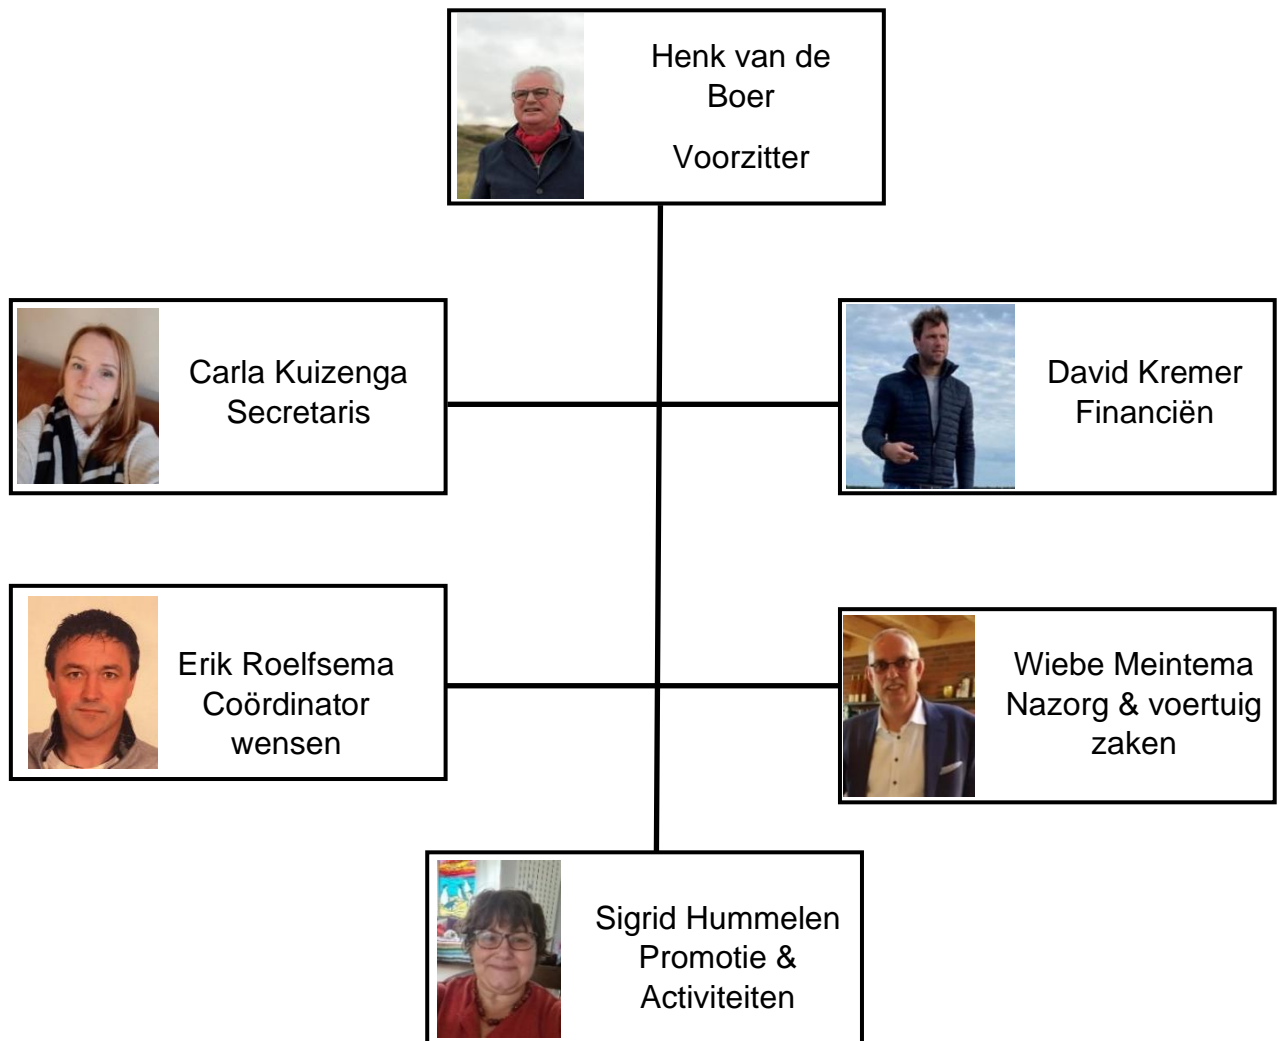 Henk van de
Boer
Voorzitter
Carla Kuizenga
Secretaris
David Kremer
Financiën
Erik Roelfsema
Coördinator
wensen
Wiebe Meintema
Nazorg & voertuig
zaken
Sigrid Hummelen
Promotie &
Activiteiten